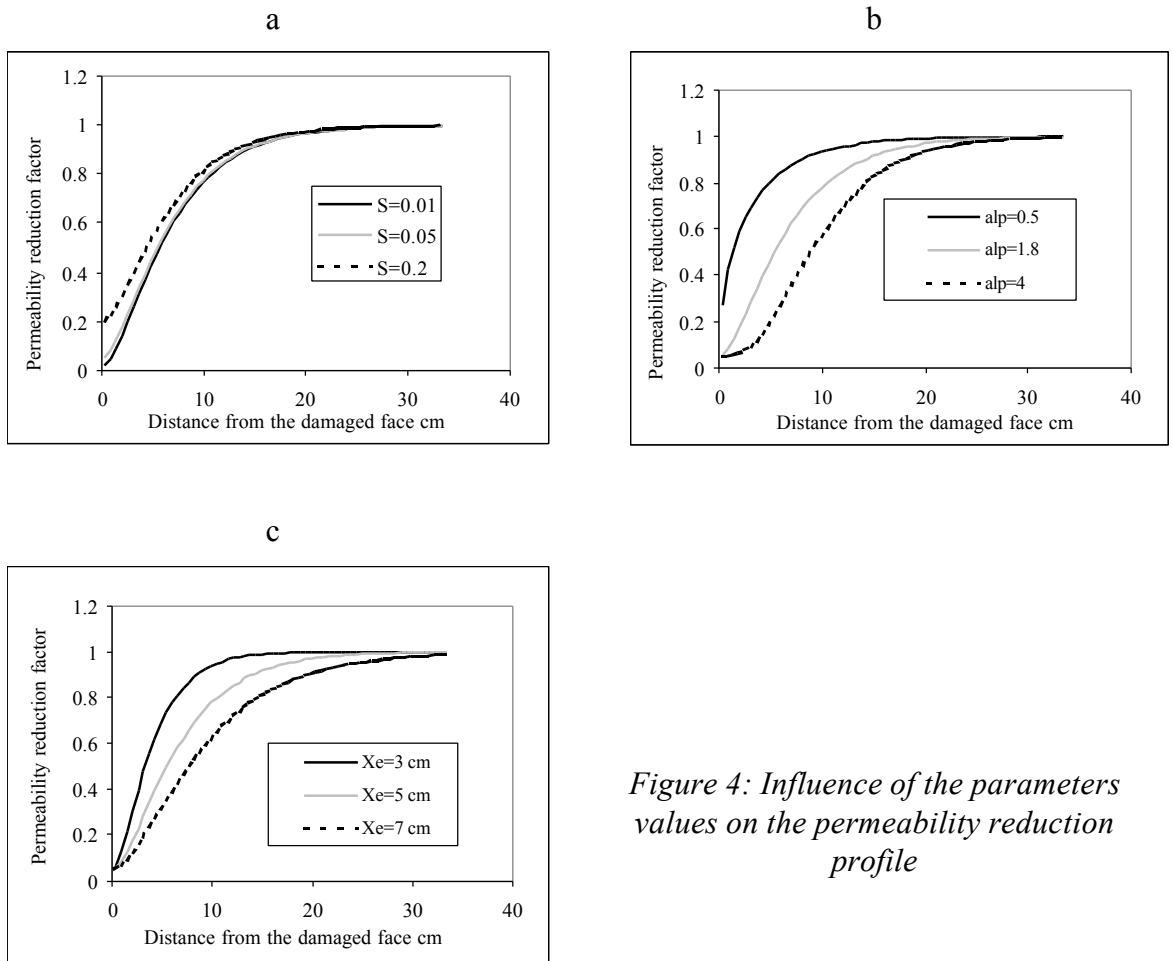 a
1.2
1
0.8
0.6
0.4
0.2
0
Permeability reduction factor
S=0.01
S=0.05
S=0.2
0 10 20 30 40
Distance from the damaged face cm
b
1.2
1
0.8
0.6
0.4
0.2
0
Permeability reduction factor
alp=0.5
alp=1.8
alp=4
0 10 20 30 40
Distance from the damaged face cm
c
1.2
1
0.8
0.6
0.4
0.2
0
Permeability reduction factor
Xe=3 cm
Xe=5 cm
Xe=7 cm
0 10 20 30 40
Distance from the damaged face cm
Figure 4: Influence of the parameters
values on the permeability reduction
profile